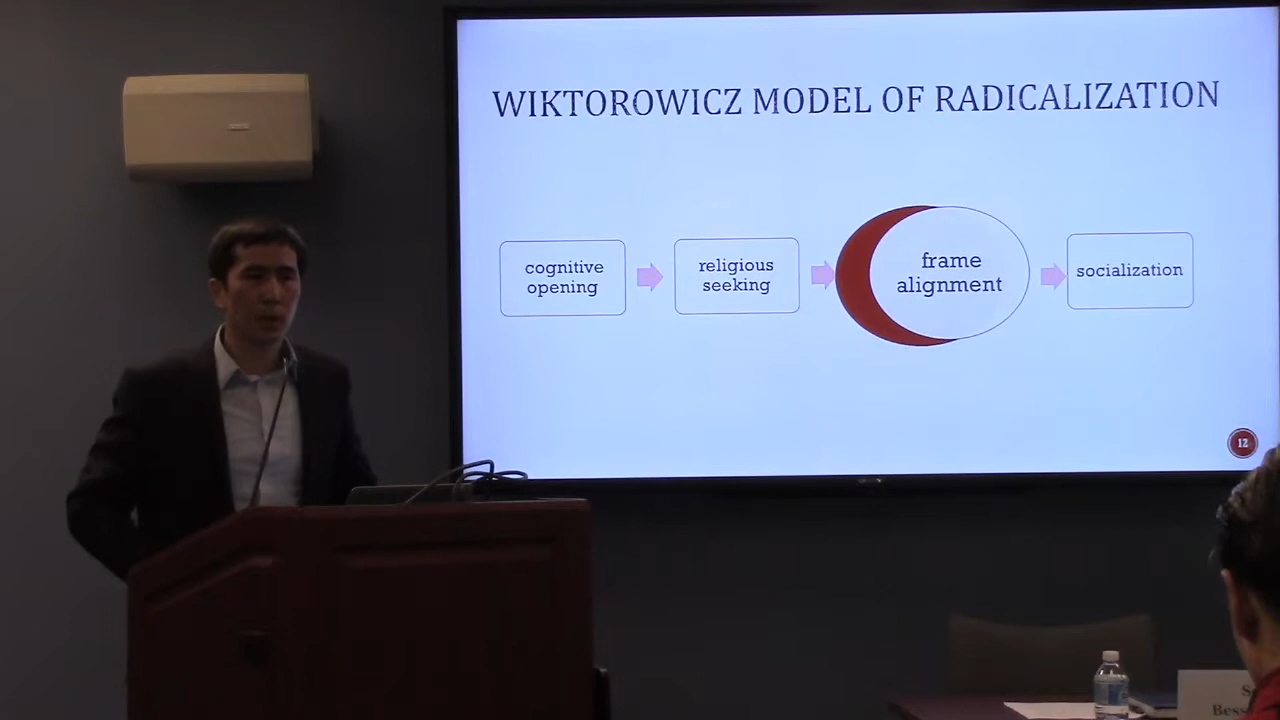 WIKTOROWICZ MODEL OF RADICALIZATION
cognitive
opening
religious
seeking
frame
alignment
socialization
12